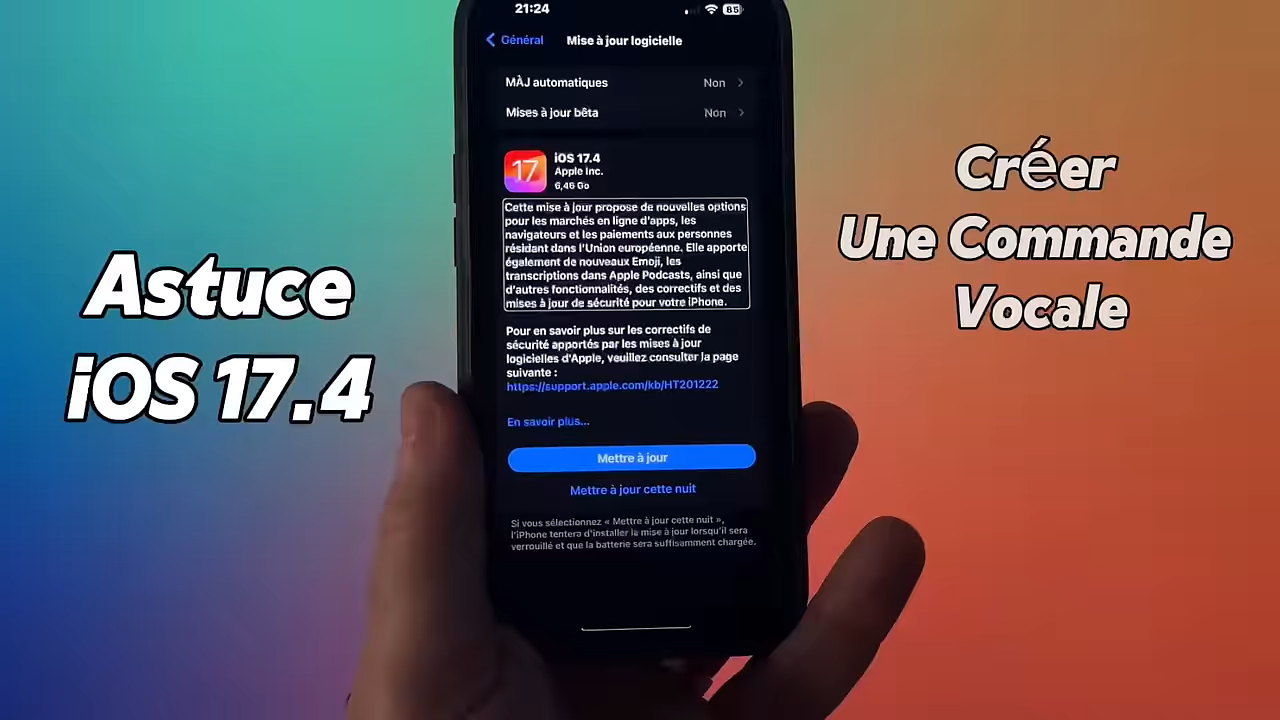 Astuce
iOS 17.4
21:24
85
Général
Mise à jour logicielle
MÀJ automatiques
Non
Mises à jour bêta
Non
17
iOS 17.4
Apple Inc.
6,46 Go
Cette mise à jour propose de nouvelles options
pour les marchés en ligne d'apps, les
navigateurs et les paiements aux personnes
résidant dans l'Union européenne. Elle apporte
également de nouveaux Emoji, les
transcriptions dans Apple Podcasts, ainsi que
d'autres fonctionnalités, des correctifs et des
mises à jour de sécurité pour votre iPhone.
Pour en savoir plus sur les correctifs de
sécurité apportés par les mises à jour
logicielles d'Apple, veuillez consulter la page
suivante :
https://support.apple.com/kb/HT201222
En savoir plus...
Mettre à jour
Mettre à jour cette nuit
Si vous sélectionnez « Mettre à jour cette nuit »,
l'iPhone tentera d'installer la mise à jour lorsqu'il sera
verrouillé et que la batterie sera suffisamment chargée.
Créer
Une Commande
Vocale